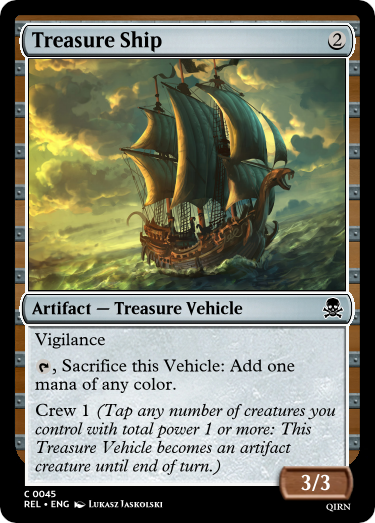 Treasure Ship 2
Artifact — Treasure Vehicle
Vigilance
, Sacrifice this Vehicle: Add one
mana of any color.
Crew 1 (Tap any number of creatures you
control with total power 1 or more: This
Treasure Vehicle becomes an artifact
creature until end of turn.)
3/3
C 0045
REL • ENG Lukasz Jaskolski
QIRN